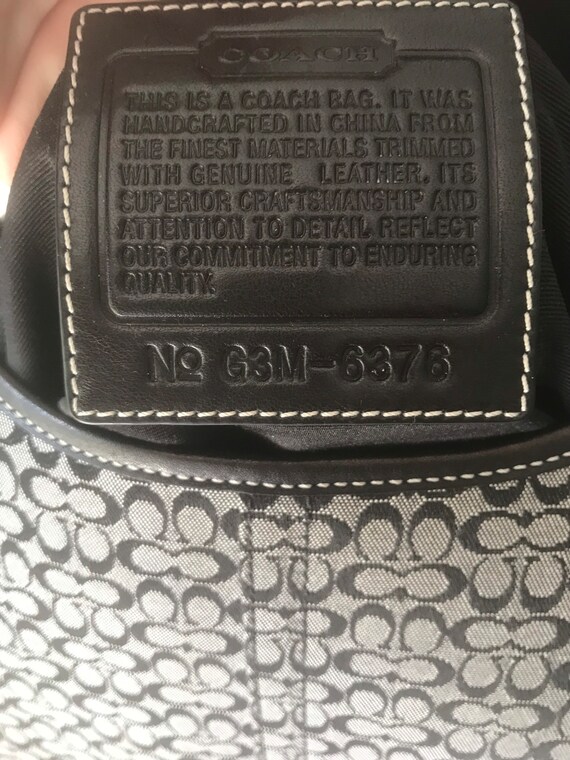 COACH
THIS IS A COACH BAG. IT WAS
HANDCRAFTED IN CHINA FROM
THE FINEST MATERIALS TRIMMED
WITH GENUINE LEATHER. ITS
SUPERIOR CRAFTSMANSHIP AND
ATTENTION TO DETAIL REFLECT
OUR COMMITMENT TO ENDURING
QUALITY.
Nº G3M-6376